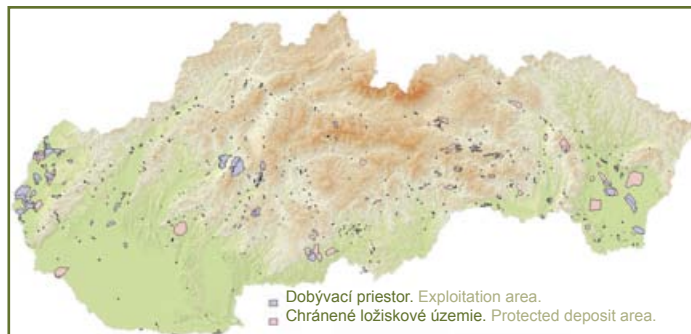 Dobývací priestor. Exploitation area.
Chránené ložiskové územie. Protected deposit area.